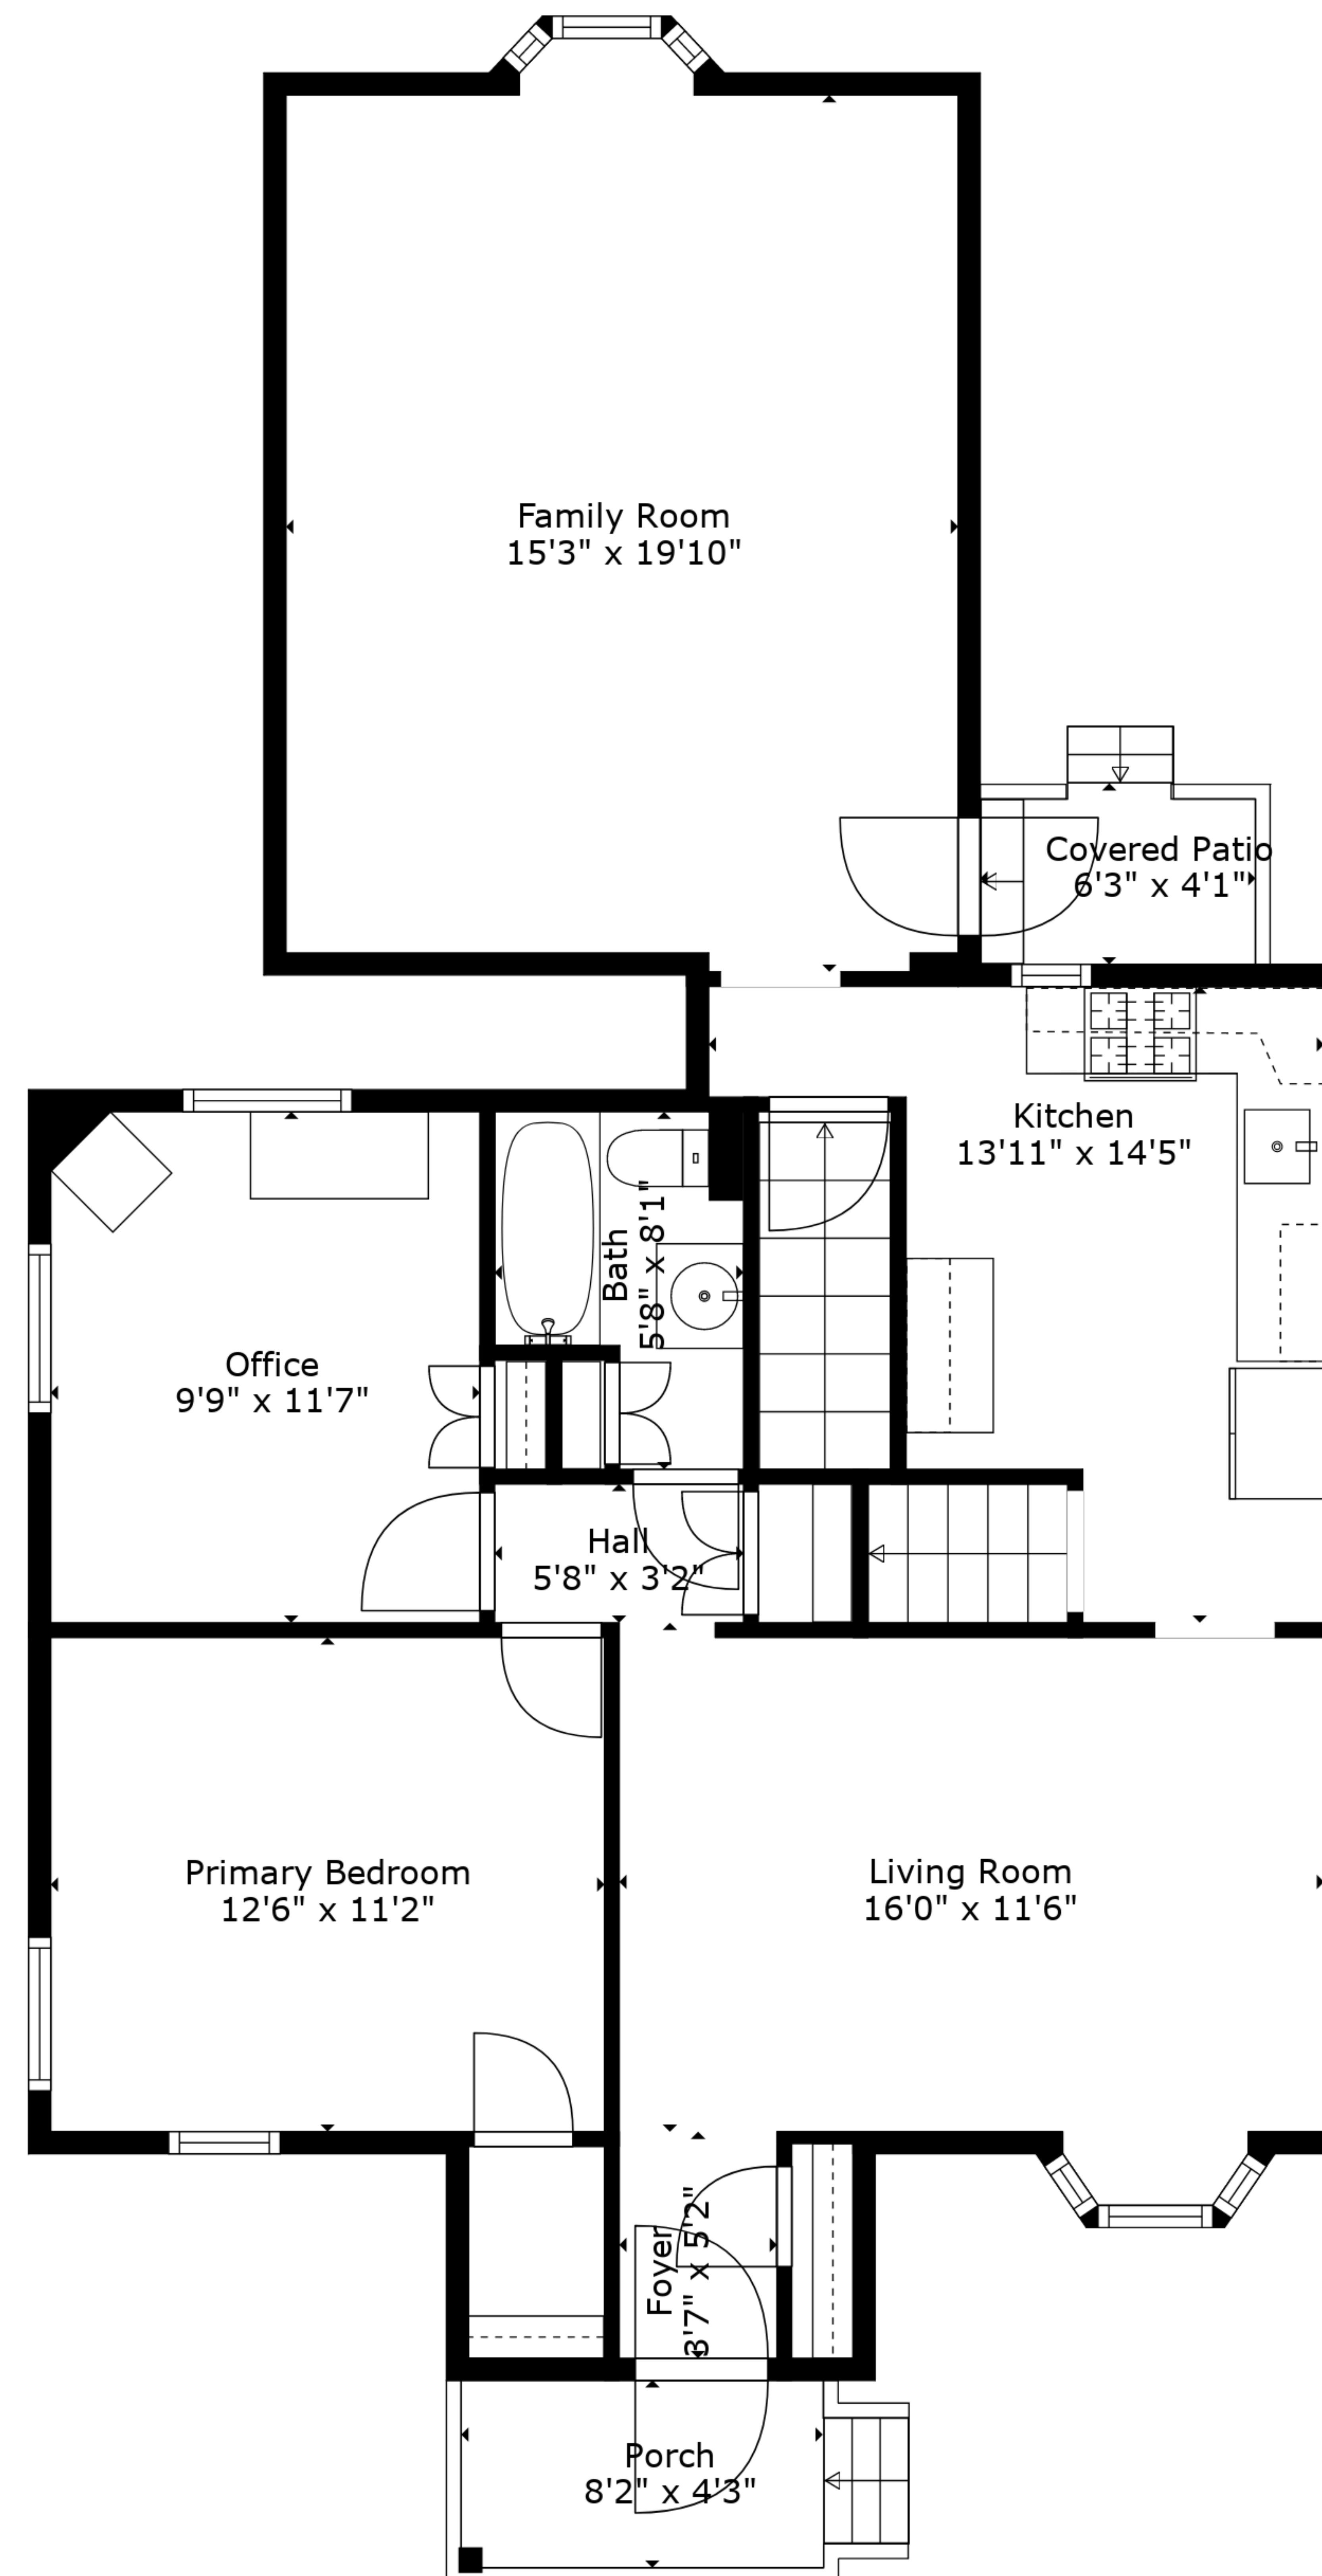 Family Room
15'3" x 19'10"
Covered Patio
6'3" x 4'1"
Kitchen
13'11" x 14'5"
Bath
5'8" x 8'1"
Office
9'9" x 11'7"
Hall
5'8" x 3'2"
Primary Bedroom
12'6" x 11'2"
Living Room
16'0" x 11'6"
Foyer
3'7" x 5'2"
Porch
8'2" x 4'3"